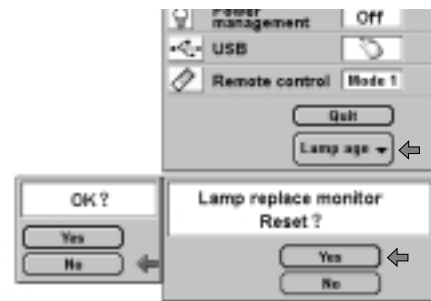 Power
management
Off
USB
Remote control
Mode 1
Quit
Lamp age
OK ?
Yes
No
Lamp replace monitor
Reset ?
Yes
No